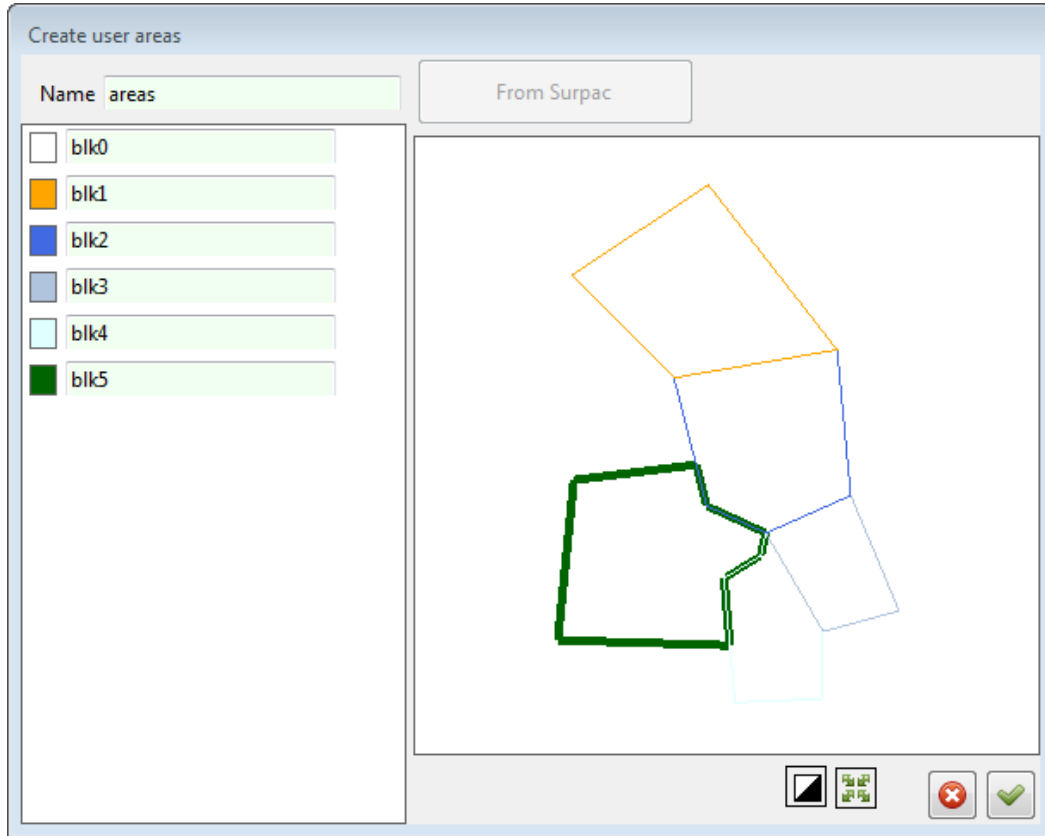 Create user areas
Name areas
From Surpac
blk0
blk1
blk2
blk3
blk4
blk5